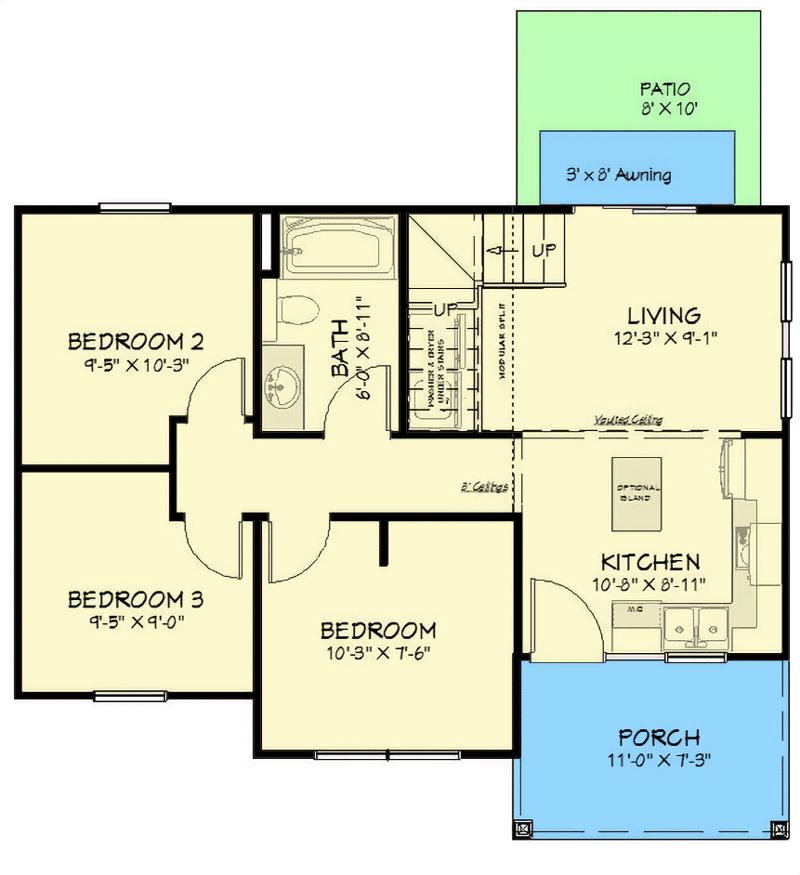 PATIO
8' X 10'
3' x 8' Awning
UP
LIVING
12'-3" X 9'-1"
BEDROOM 2
9'-5" X 10'-3"
BATH
6'-0" X 8'-11"
UP
WASHER & DRYER
UNDER STAIRS
MODULAR SPLIT
Vaulted Ceiling
8' Ceilings
OPTIONAL
ISLAND
KITCHEN
10'-8" X 8'-11"
DW
BEDROOM 3
9'-5" X 9'-0"
BEDROOM
10'-3" X 7'-6"
PORCH
11'-0" X 7'-3"